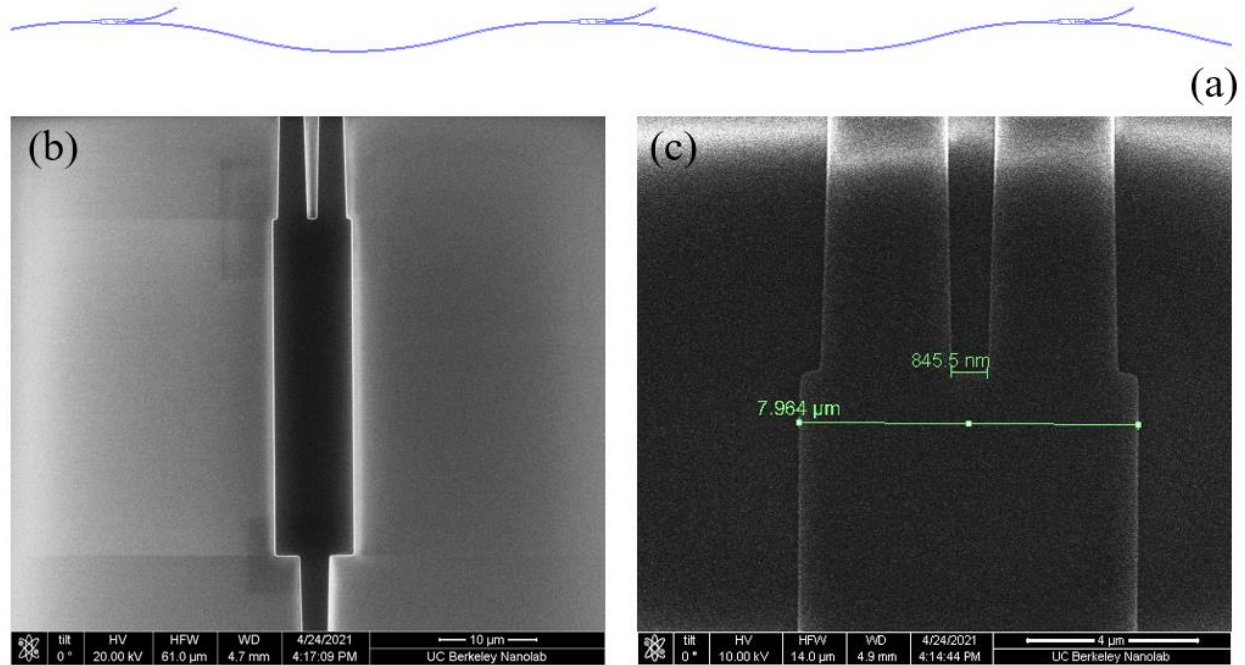 (a)
(b)
(c)
845.5 nm
7.964 µm
tilt HV HFW WD 4/24/2021 10 µm
0 ° 20.00 kV 61.0 µm 4.7 mm 4:17:09 PM UC Berkeley Nanolab
tilt HV HFW WD 4/24/2021 4 µm
0 ° 10.00 kV 14.0 µm 4.9 mm 4:14:44 PM UC Berkeley Nanolab